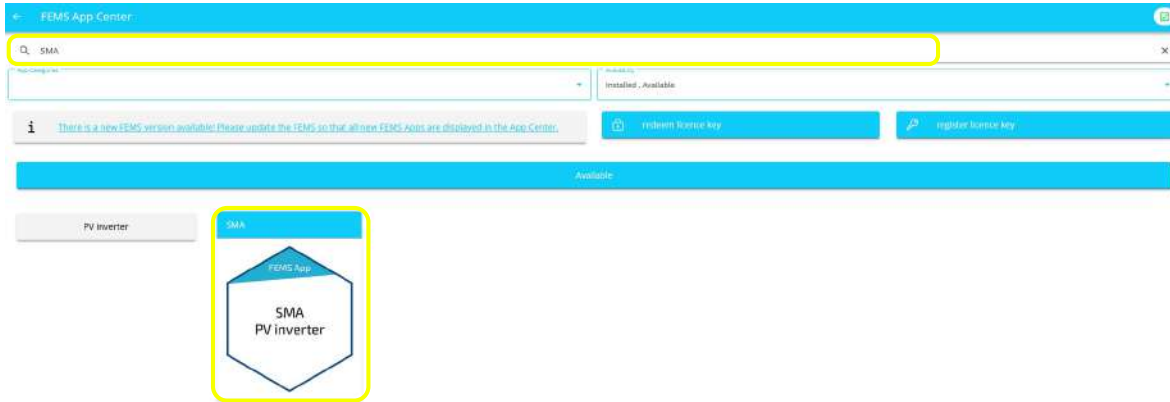 FEMS App Center
SMA
Installed , Available
There is a new FEMS version available! Please update the FEMS so that all new FEMS Apps are displayed in the App Center.
redeem licence key
register licence key
Available
PV inverter
SMA
FEMS App
SMA
PV inverter